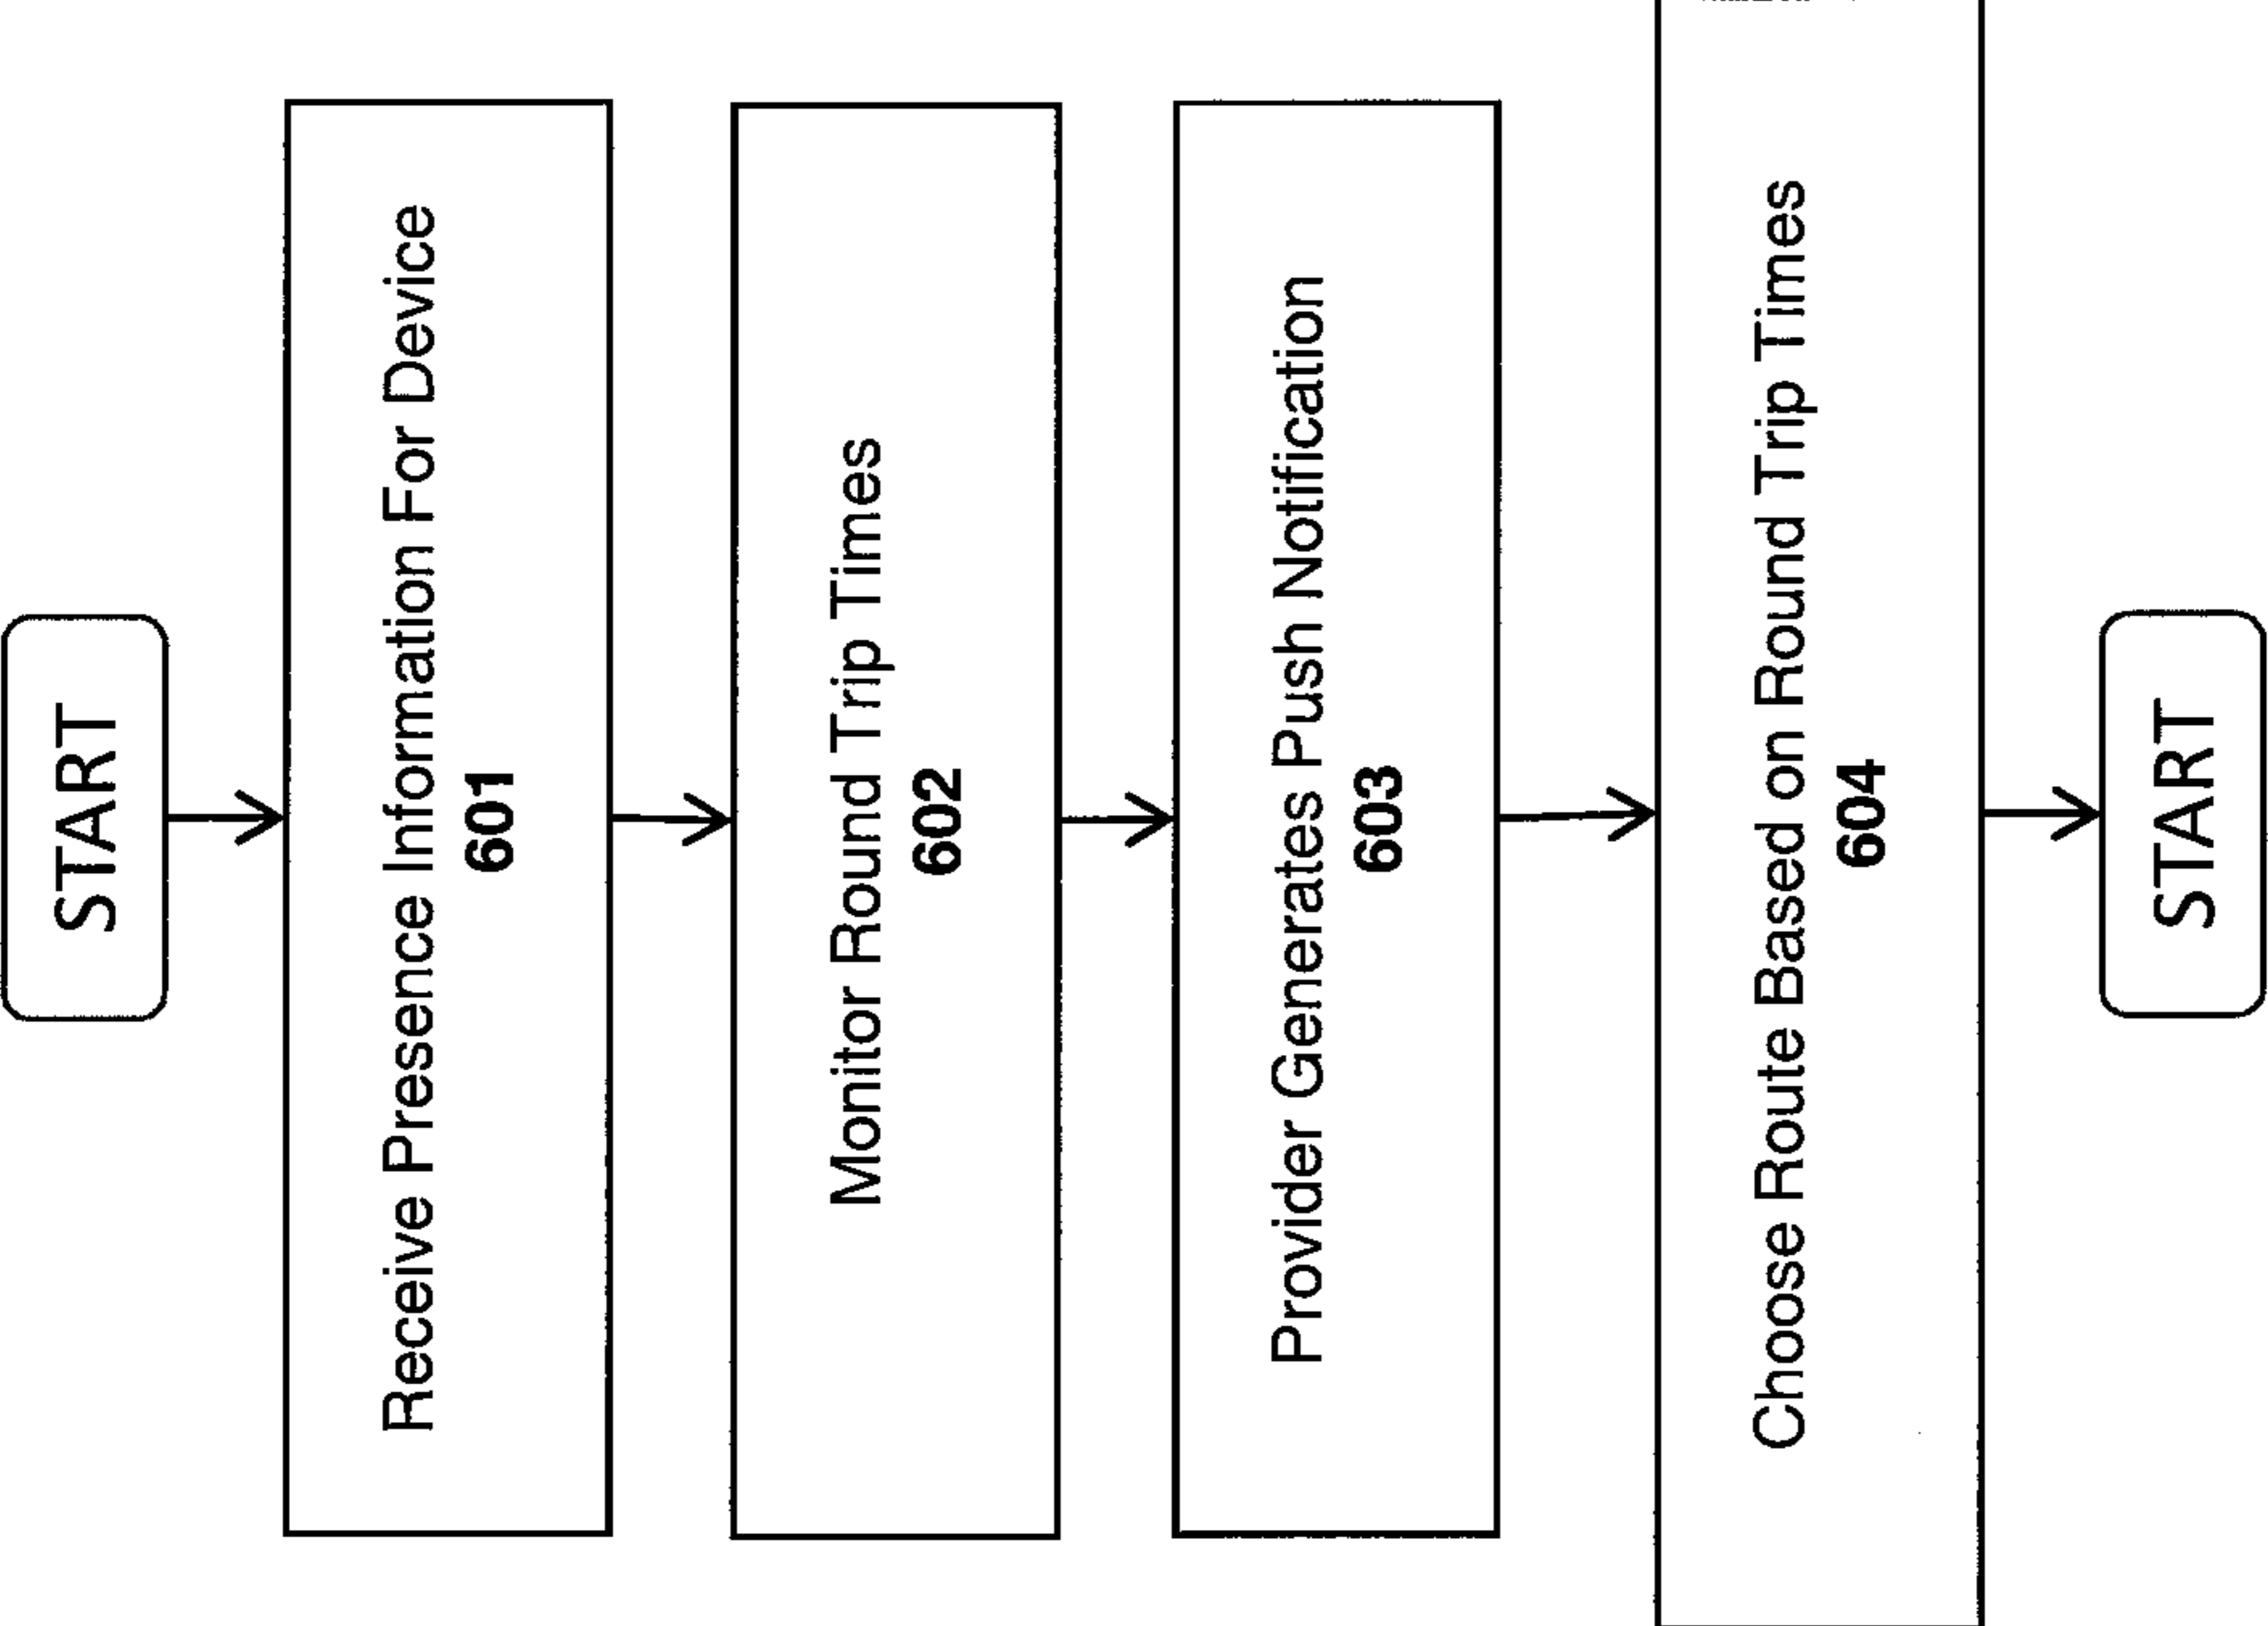 START
Receive Presence Information For Device
601
Monitor Round Trip Times
602
Provider Generates Push Notification
603
Choose Route Based on Round Trip Times
604
START